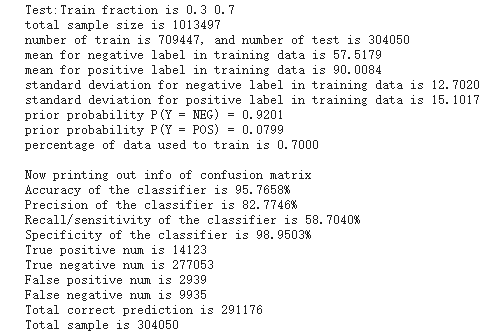 Test:Train fraction is 0.3 0.7
total sample size is 1013497
number of train is 709447, and number of test is 304050
mean for negative label in training data is 57.5179
mean for positive label in training data is 90.0084
standard deviation for negative label in training data is 12.7020
standard deviation for positive label in training data is 15.1017
prior probability P(Y = NEG) = 0.9201
prior probability P(Y = POS) = 0.0799
percentage of data used to train is 0.7000
Now printing out info of confusion matrix
Accuracy of the classifier is 95.7658%
Precision of the classifier is 82.7746%
Recall/sensitivity of the classifier is 58.7040%
Specificity of the classifier is 98.9503%
True positive num is 14123
True negative num is 277053
False positive num is 2939
False negative num is 9935
Total correct prediction is 291176
Total sample is 304050